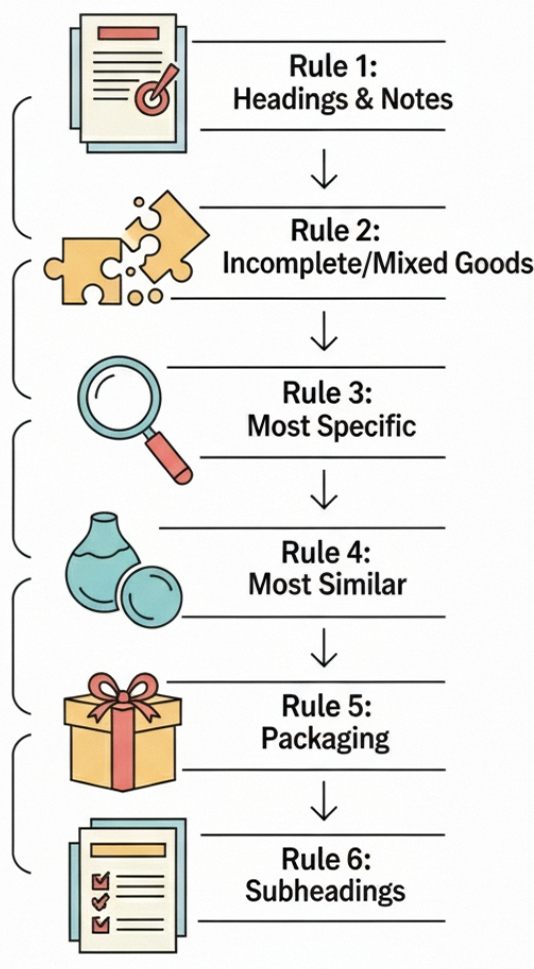 Rule 1:
Headings & Notes
Rule 2:
Incomplete/Mixed Goods
Rule 3:
Most Specific
Rule 4:
Most Similar
Rule 5:
Packaging
Rule 6:
Subheadings